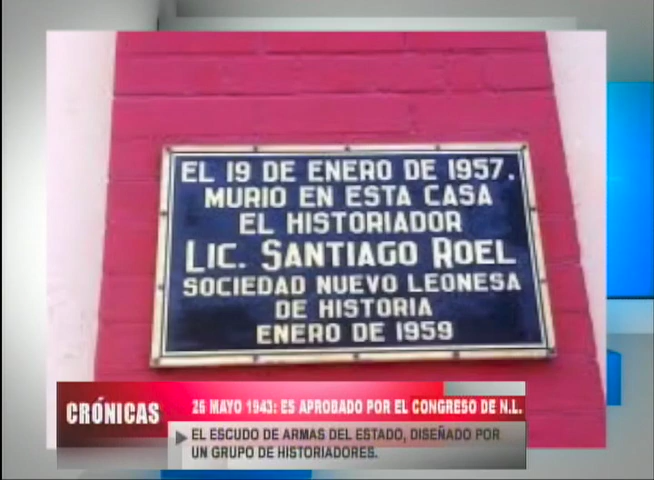 EL 19 DE ENERO DE 1957.
MURIO EN ESTA CASA
EL HISTORIADOR
LIC. SANTIAGO ROEL
SOCIEDAD NUEVO LEONESA
DE HISTORIA
ENERO DE 1959
CRÓNICAS
26 MAYO 1943: ES APROBADO POR EL CONGRESO DE N.L.
EL ESCUDO DE ARMAS DEL ESTADO, DISEÑADO POR
UN GRUPO DE HISTORIADORES.